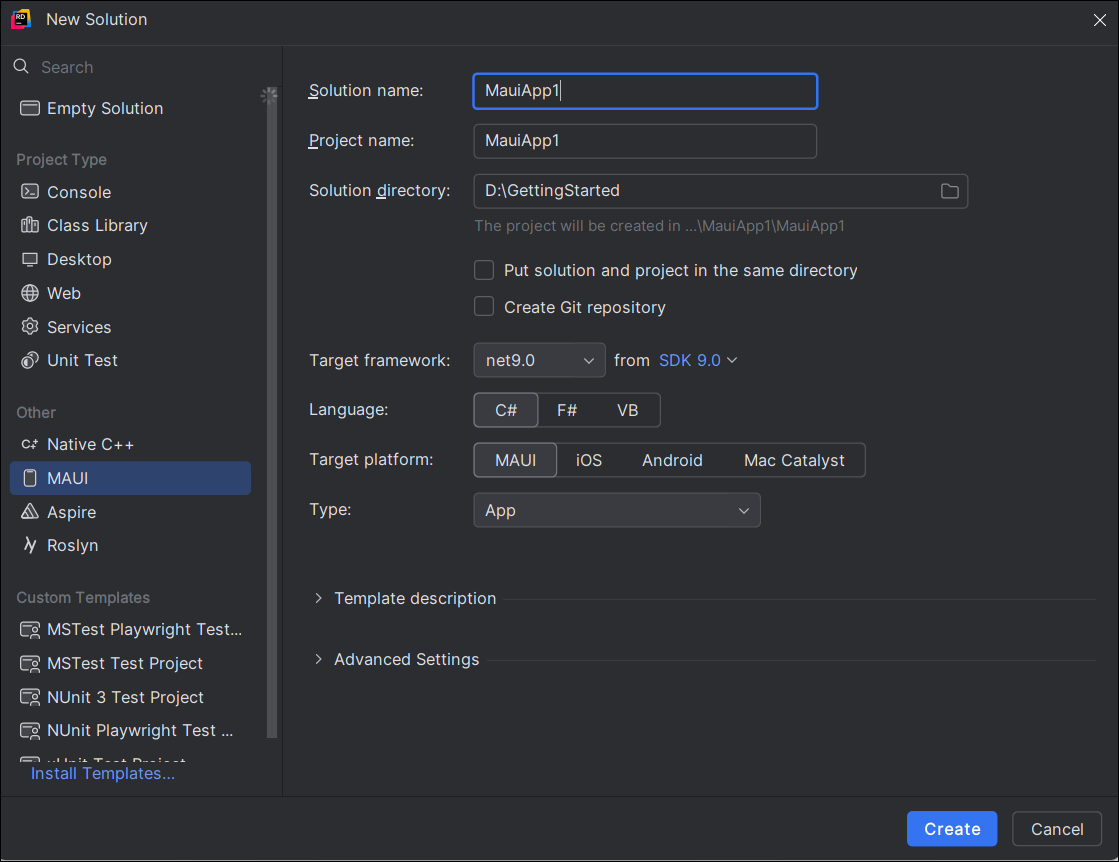 RD
New Solution
Search
Empty Solution
Project Type
Console
Class Library
Desktop
Web
Services
Unit Test
Other
Native C++
MAUI
Aspire
Roslyn
Custom Templates
MSTest Playwright Test...
MSTest Test Project
NUnit 3 Test Project
NUnit Playwright Test ...
xUnit Test Project
Install Templates...
Solution name: MauiApp1
Project name: MauiApp1
Solution directory: D:\GettingStarted
The project will be created in ...\MauiApp1\MauiApp1
Put solution and project in the same directory
Create Git repository
Target framework: net9.0 from SDK 9.0
Language: C# F# VB
Target platform: MAUI iOS Android Mac Catalyst
Type: App
Template description
Advanced Settings
Create Cancel